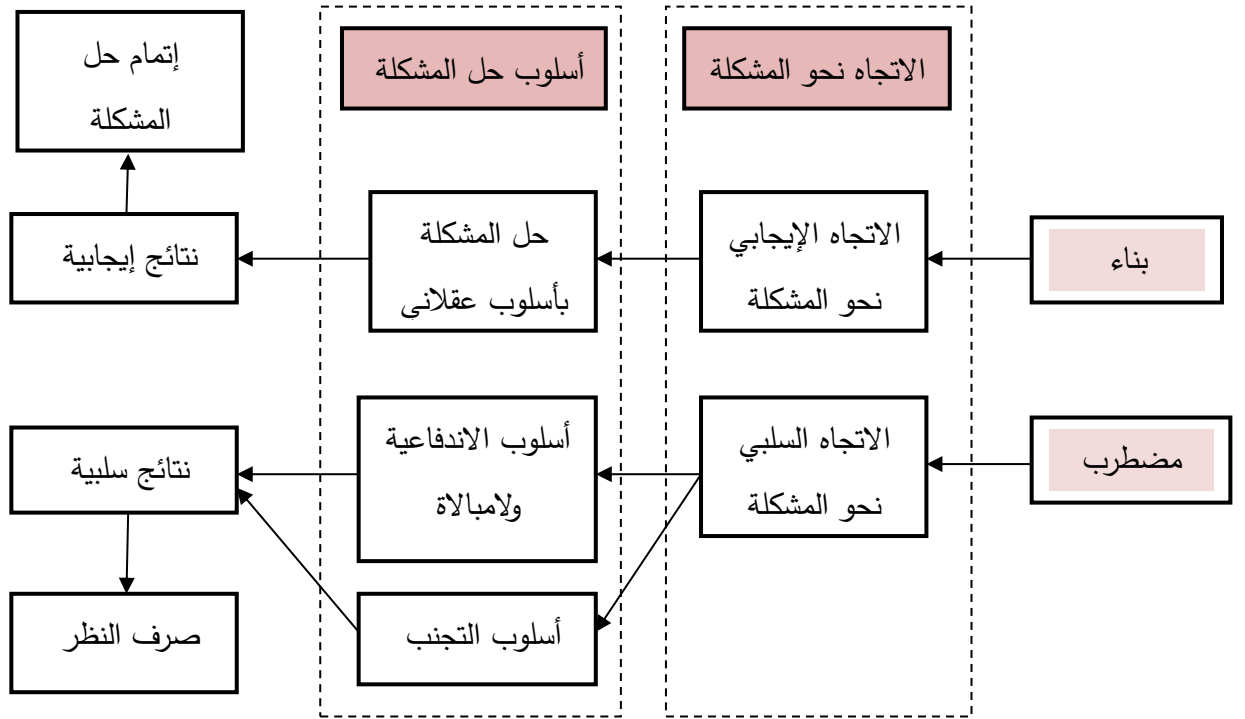 الاتجاه نحو المشكلة
أسلوب حل المشكلة
إتمام حل
المشكلة
بناء
الاتجاه الإيجابي
نحو المشكلة
حل المشكلة
بأسلوب عقلاني
نتائج إيجابية
مضطرب
الاتجاه السلبي
نحو المشكلة
أسلوب الاندفاعية
ولامبالاة
نتائج سلبية
أسلوب التجنب
صرف النظر